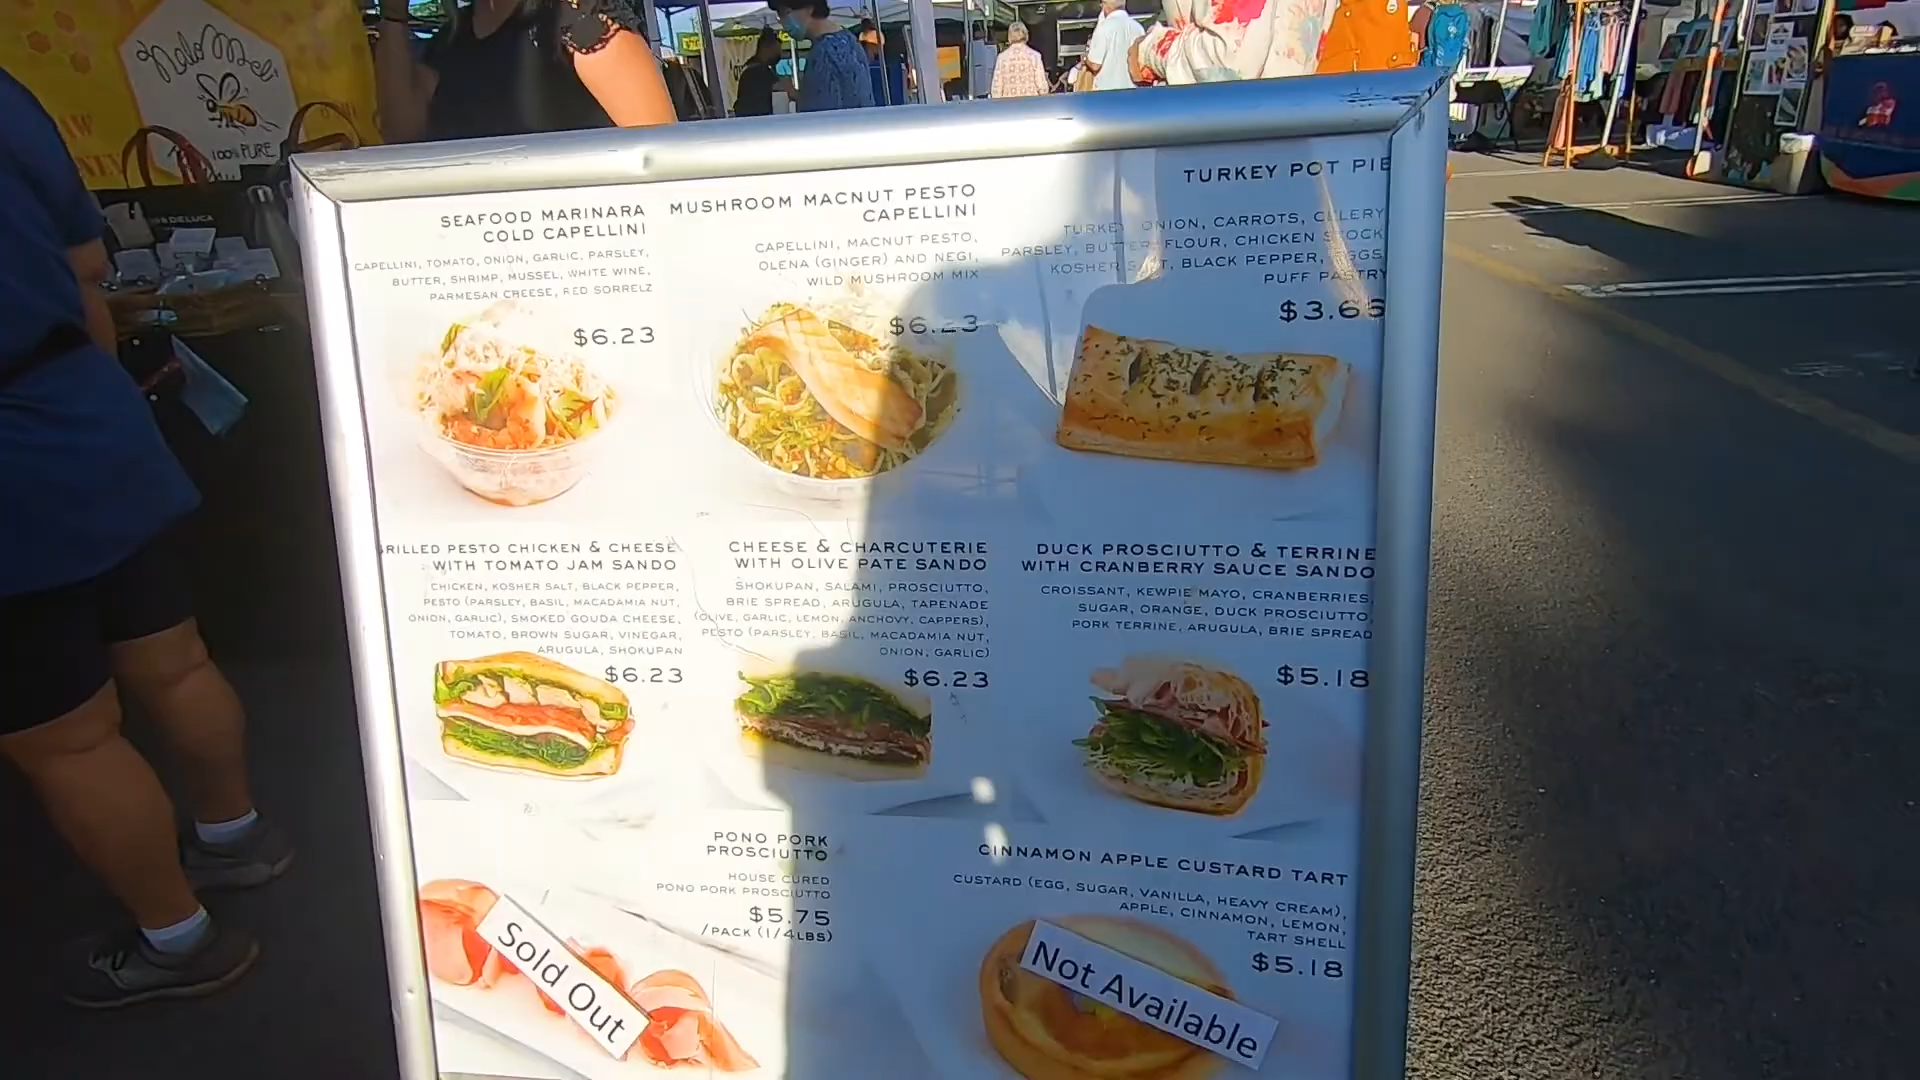 Nalo Meli
100% PURE
DELUCA
SEAFOOD MARINARA
COLD CAPELLINI
CAPELLINI, TOMATO, ONION, GARLIC, PARSLEY,
BUTTER, SHRIMP, MUSSEL, WHITE WINE,
PARMESAN CHEESE, RED SORRELZ
$6.23
MUSHROOM MACNUT PESTO
CAPELLINI
CAPELLINI, MACNUT PESTO,
OLENA (GINGER) AND NEGI,
WILD MUSHROOM MIX
$6.23
TURKEY POT PIE
TURKEY ONION, CARROTS, CELERY
PARSLEY, BUTTER, FLOUR, CHICKEN STOCK
KOSHER SALT, BLACK PEPPER, EGGS
PUFF PASTRY
$3.65
RILLED PESTO CHICKEN & CHEESE
WITH TOMATO JAM SANDO
CHICKEN, KOSHER SALT, BLACK PEPPER,
PESTO (PARSLEY, BASIL, MACADAMIA NUT,
ONION, GARLIC), SMOKED GOUDA CHEESE,
TOMATO, BROWN SUGAR, VINEGAR,
ARUGULA, SHOKUPAN
$6.23
CHEESE & CHARCUTERIE
WITH OLIVE PATE SANDO
SHOKUPAN, SALAMI, PROSCIUTTO,
BRIE SPREAD, ARUGULA, TAPENADE
(OLIVE, GARLIC, LEMON, ANCHOVY, CAPPERS),
PESTO (PARSLEY, BASIL, MACADAMIA NUT,
ONION, GARLIC)
$6.23
DUCK PROSCIUTTO & TERRINE
WITH CRANBERRY SAUCE SANDO
CROISSANT, KEWPIE MAYO, CRANBERRIES,
SUGAR, ORANGE, DUCK PROSCIUTTO,
PORK TERRINE, ARUGULA, BRIE SPREAD
$5.18
PONO PORK
PROSCIUTTO
HOUSE CURED
PONO PORK PROSCIUTTO
$5.75
/PACK (1/4LBS)
Sold Out
CINNAMON APPLE CUSTARD TART
CUSTARD (EGG, SUGAR, VANILLA, HEAVY CREAM),
APPLE, CINNAMON, LEMON,
TART SHELL
$5.18
Not Available